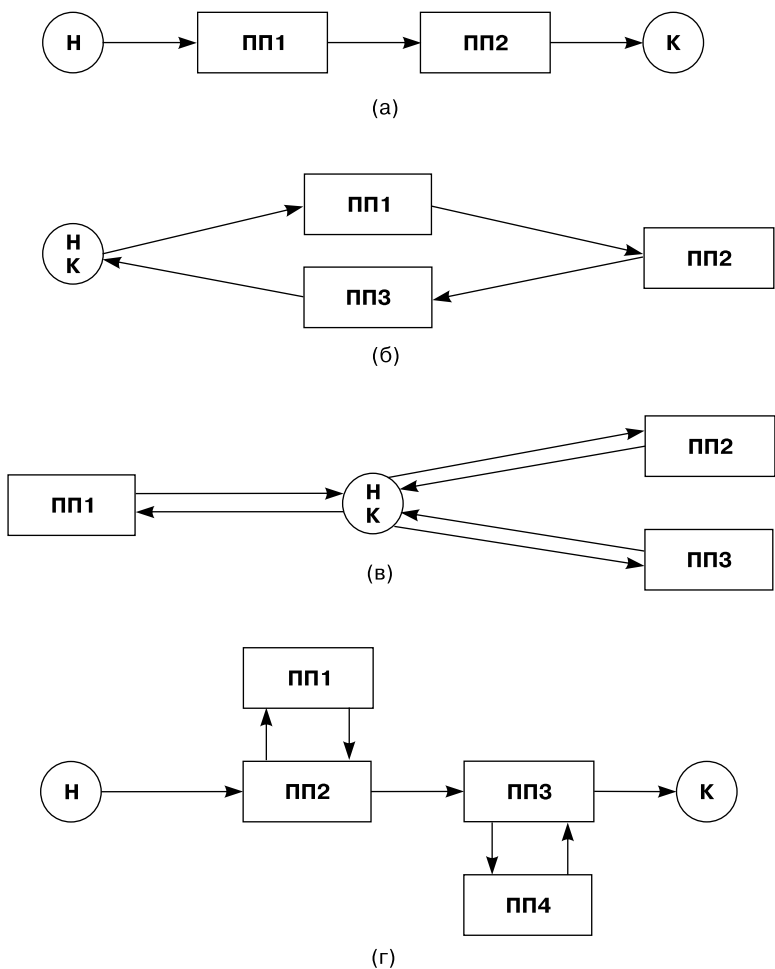 Н ПП1 ПП2 К
(а)
ПП1
Н
К
ПП2
ПП3
(б)
ПП2
Н
К
ПП1
ПП3
(в)
ПП1
Н ПП2 ПП3 К
ПП4
(г)